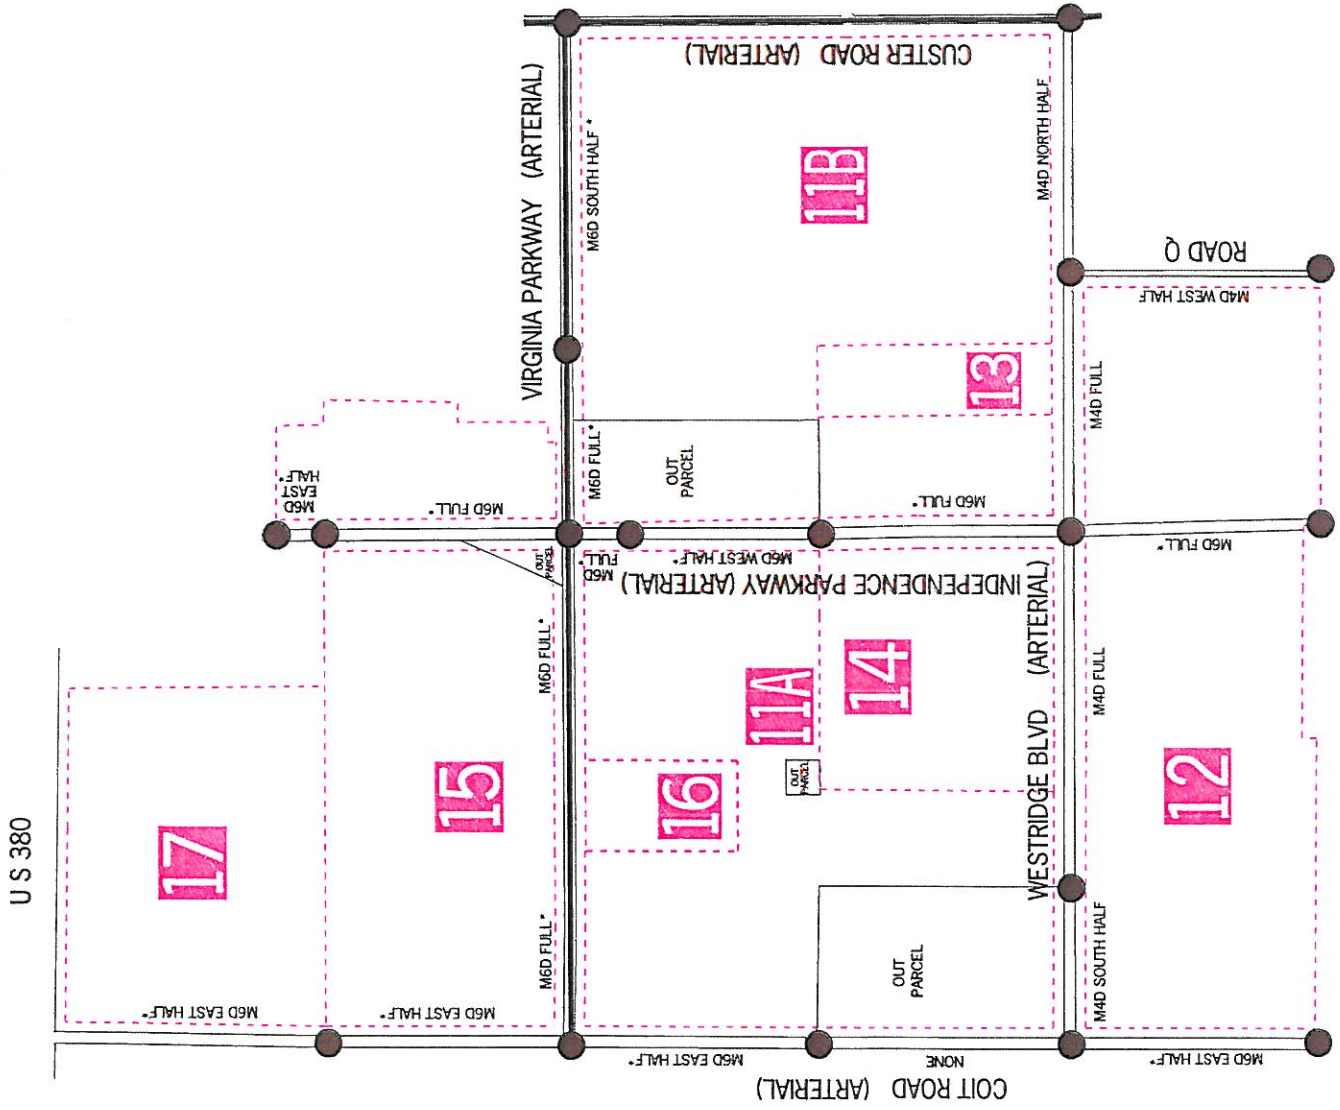 U S 380
VIRGINIA PARKWAY (ARTERIAL)
CUSTER ROAD (ARTERIAL)
M6D SOUTH HALF *
11B
M4D NORTH HALF
ROAD Q
M4D WEST HALF
13
M4D FULL
M6D FULL*
OUT
PARCEL
M6D FULL*
M6D
EAST
HALF*
M6D FULL*
OUT
PARCEL
M6D
FULL*
M6D WEST HALF*
INDEPENDENCE PARKWAY (ARTERIAL)
M6D FULL*
M6D FULL*
17
15
11A
14
16
OUT
PARCEL
WESTRIDGE BLVD (ARTERIAL)
M4D FULL
12
M6D FULL*
OUT
PARCEL
M4D SOUTH HALF
M6D EAST HALF*
M6D EAST HALF*
M6D EAST HALF*
NONE
M6D EAST HALF*
COIT ROAD (ARTERIAL)